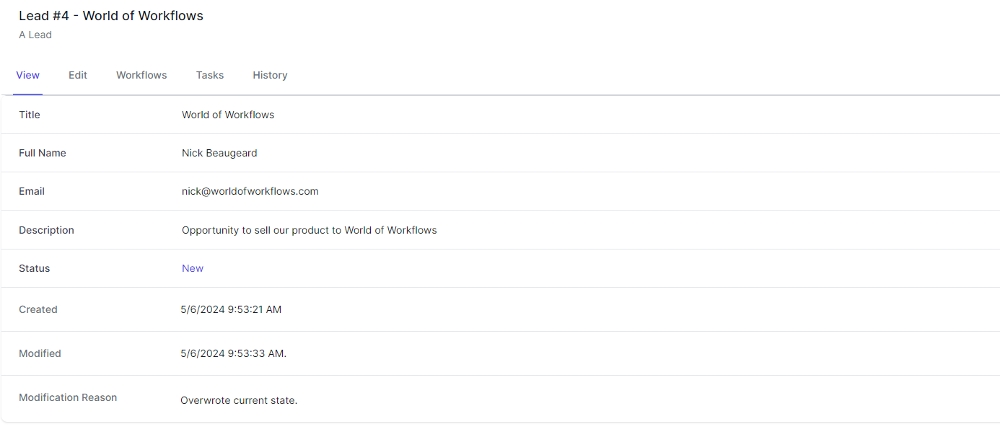 Lead #4 - World of Workflows
A Lead
View Edit Workflows Tasks History
Title World of Workflows
Full Name Nick Beaugeard
Email nick@worldofworkflows.com
Description Opportunity to sell our product to World of Workflows
Status New
Created 5/6/2024 9:53:21 AM
Modified 5/6/2024 9:53:33 AM.
Modification Reason Overwrote current state.